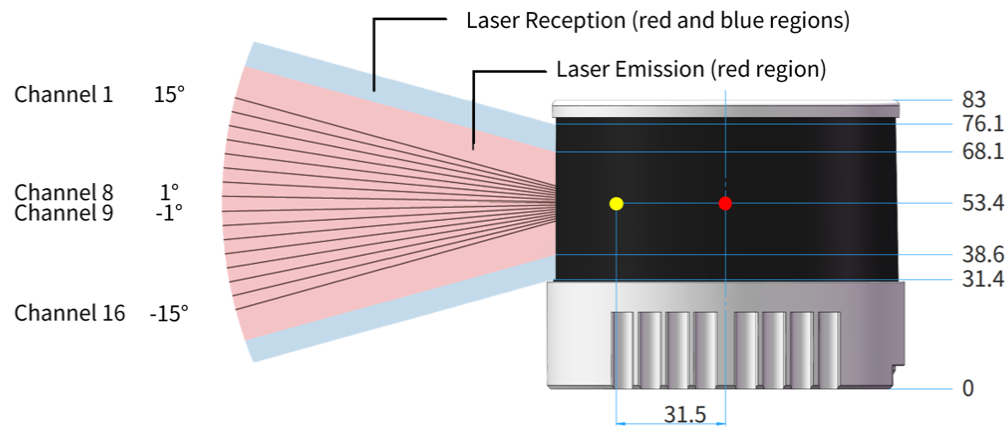 Laser Reception (red and blue regions)
Laser Emission (red region)
Channel 1 15°
Channel 8 1°
Channel 9 -1°
Channel 16 -15°
83
76.1
68.1
53.4
38.6
31.4
0
31.5